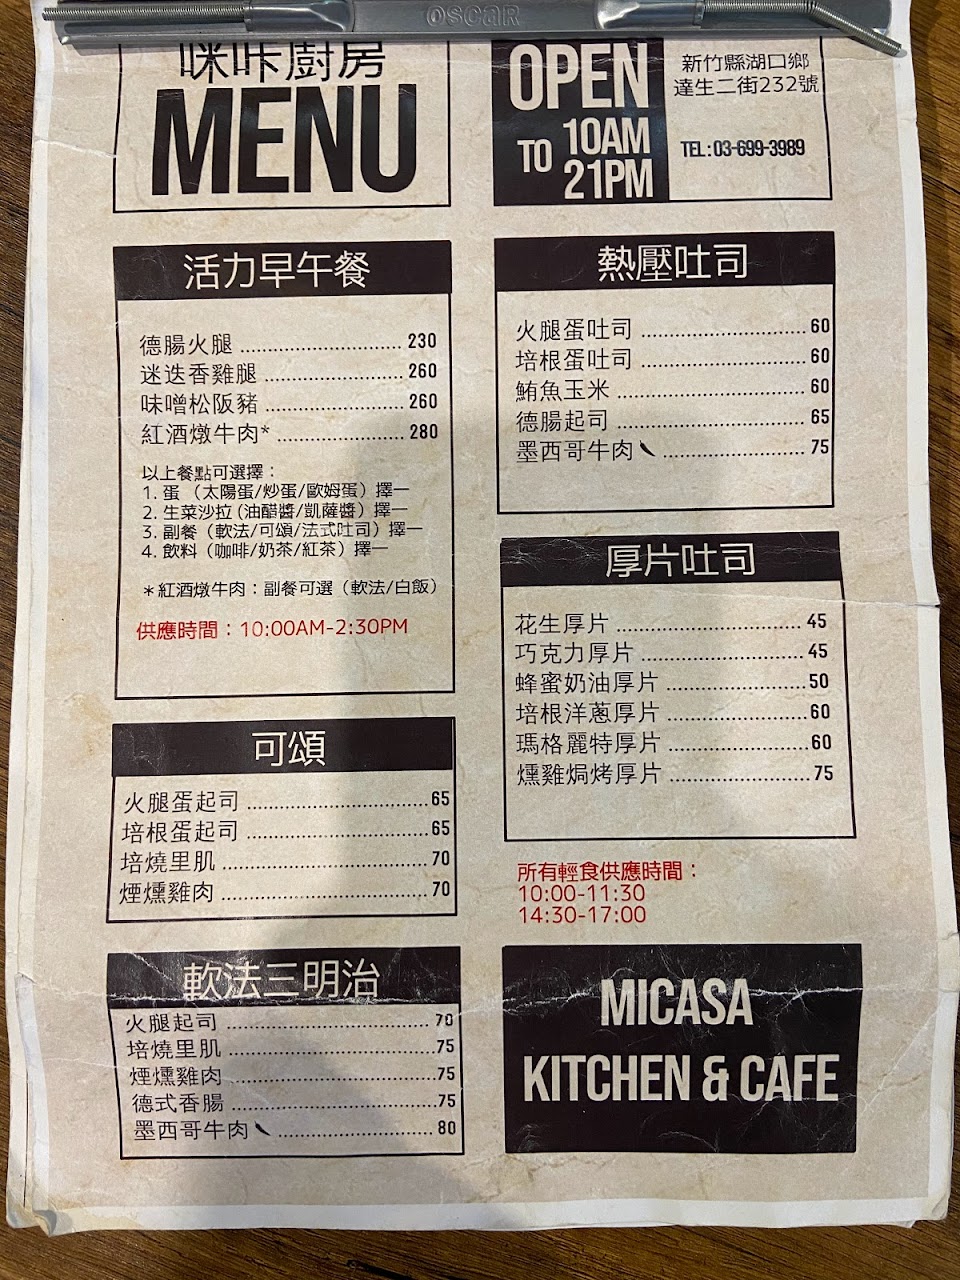 OSCAR
咪咔廚房
MENU
OPEN
TO 10AM
21PM
新竹縣湖口鄉
達生二街232號
TEL:03-699-3989
活力早午餐
德腸火腿 230
迷迭香雞腿 260
味噌松阪豬 260
紅酒燉牛肉* 280
以上餐點可選擇：
1. 蛋 （太陽蛋/炒蛋/歐姆蛋）擇一
2. 生菜沙拉 (油醋醬/凱薩醬）擇一
3. 副餐（軟法/可頌/法式吐司）擇一
4. 飲料（咖啡/奶茶/紅茶）擇一
＊紅酒燉牛肉：副餐可選（軟法/白飯）
供應時間：10:00AM-2:30PM
可頌
火腿蛋起司 65
培根蛋起司 65
培燒里肌 70
煙燻雞肉 70
軟法三明治
火腿起司 70
培燒里肌 75
煙燻雞肉 75
德式香腸 75
墨西哥牛肉 80
熱壓吐司
火腿蛋吐司 60
培根蛋吐司 60
鮪魚玉米 60
德腸起司 65
墨西哥牛肉 75
厚片吐司
花生厚片 45
巧克力厚片 45
蜂蜜奶油厚片 50
培根洋蔥厚片 60
瑪格麗特厚片 60
燻雞焗烤厚片 75
所有輕食供應時間：
10:00-11:30
14:30-17:00
MICASA
KITCHEN & CAFE